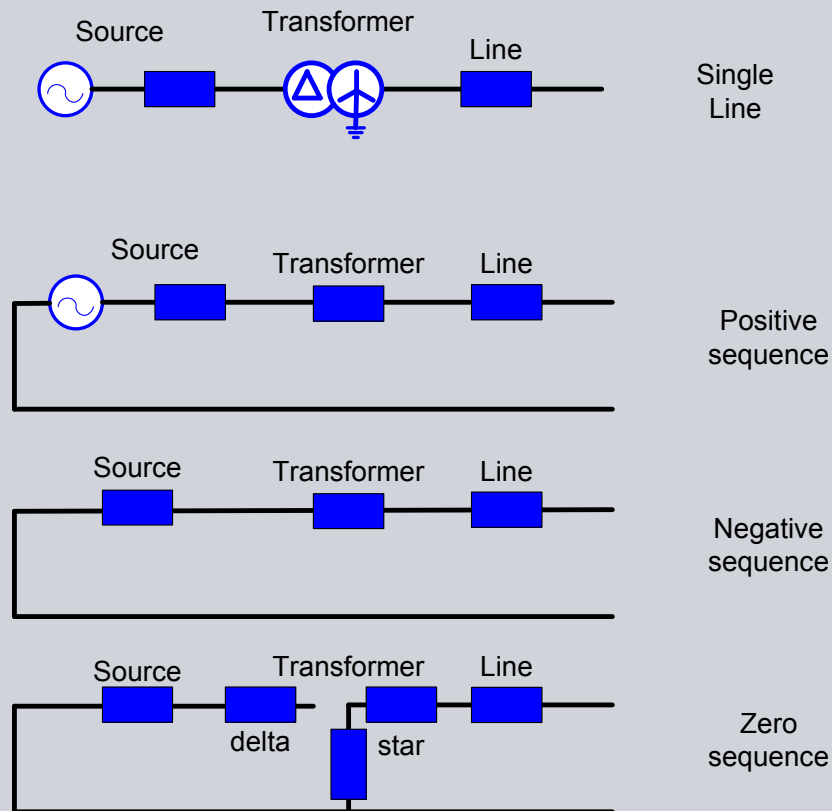 Source
Transformer
Line
Single
Line
Source
Transformer
Line
Positive
sequence
Source
Transformer
Line
Negative
sequence
Source
Transformer
Line
delta
star
Zero
sequence